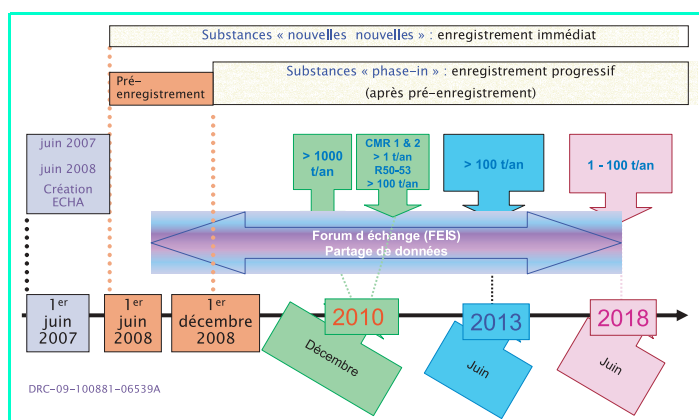 Substances « nouvelles nouvelles » : enregistrement immédiat
Pré-
enregistrement
Substances « phase-in » : enregistrement progressif
(après pré-enregistrement)
juin 2007
juin 2008
Création
ECHA
> 1000
t/an
CMR 1 & 2
> 1 t/an
R50-53
> 100 t/an
> 100 t/an
1 - 100 t/an
Forum d échange (FEIS)
Partage de données
1er
juin
2007
1er
juin
2008
1er
décembre
2008
2010
Décembre
2013
Juin
2018
Juin
DRC-09-100881-06539A